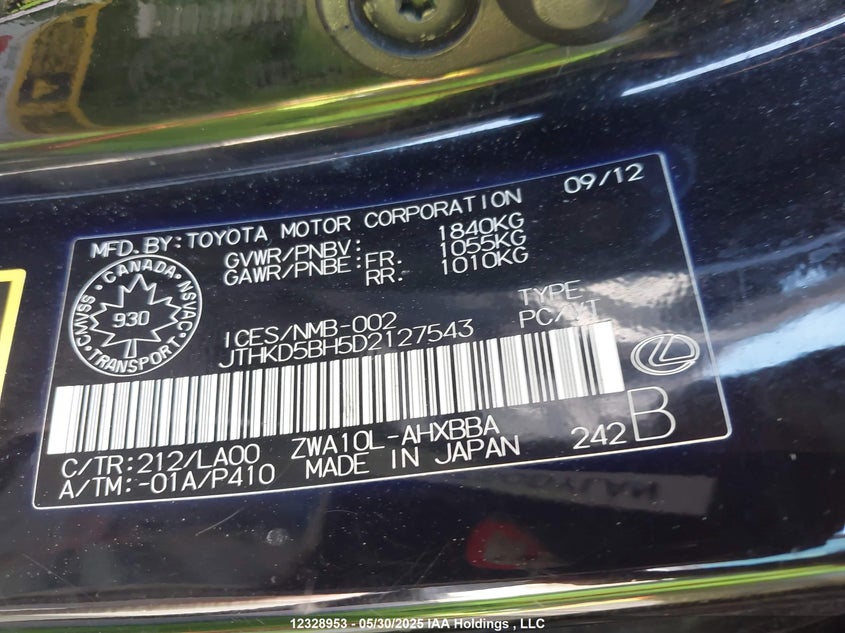 MFD. BY: TOYOTA MOTOR CORPORATION 09/12
GVWR/PNBV: 1840KG
GAWR/PNBE: FR. 1055KG
RR. 1010KG
CANADA
CMVSS 930 NSVAC
TRANSPORT
ICES/NMB-002 TYPE
JTHKD5BH5D2127543 PC/VT
C/TR:212/LA00 ZWA10L-AHXBBA
A/TM:-01A/P410 MADE IN JAPAN 242 B
12328953 - 05/30/2025 IAA Holdings , LLC